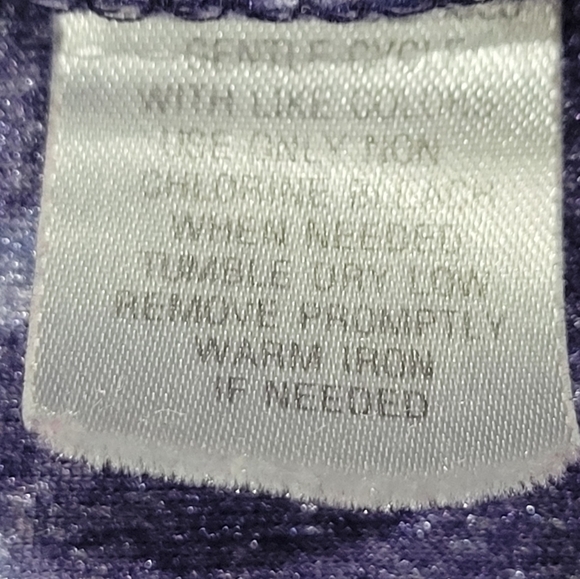 GENTLE CYCLE
WITH LIKE COLORS
USE ONLY NON
CHLORINE BLEACH
WHEN NEEDED
TUMBLE DRY LOW
REMOVE PROMPTLY
WARM IRON
IF NEEDED